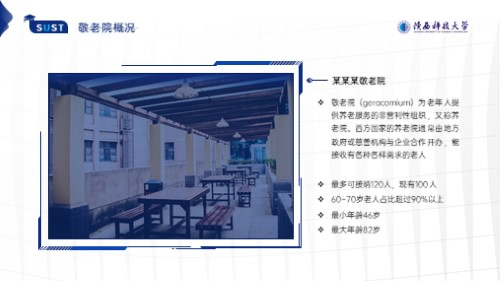 SUST
敬老院概况
陕西科技大学
某某某敬老院
敬老院（geracomium）为老年人提
供养老服务的非营利性组织，又称养
老院。西方国家的养老院通常由地方
政府或慈善机构与企业合作开办，能
接收有各种各样需求的老人
最多可接纳120人，现有100人
60-70岁老人占比超过90%以上
最小年龄46岁
最大年龄82岁